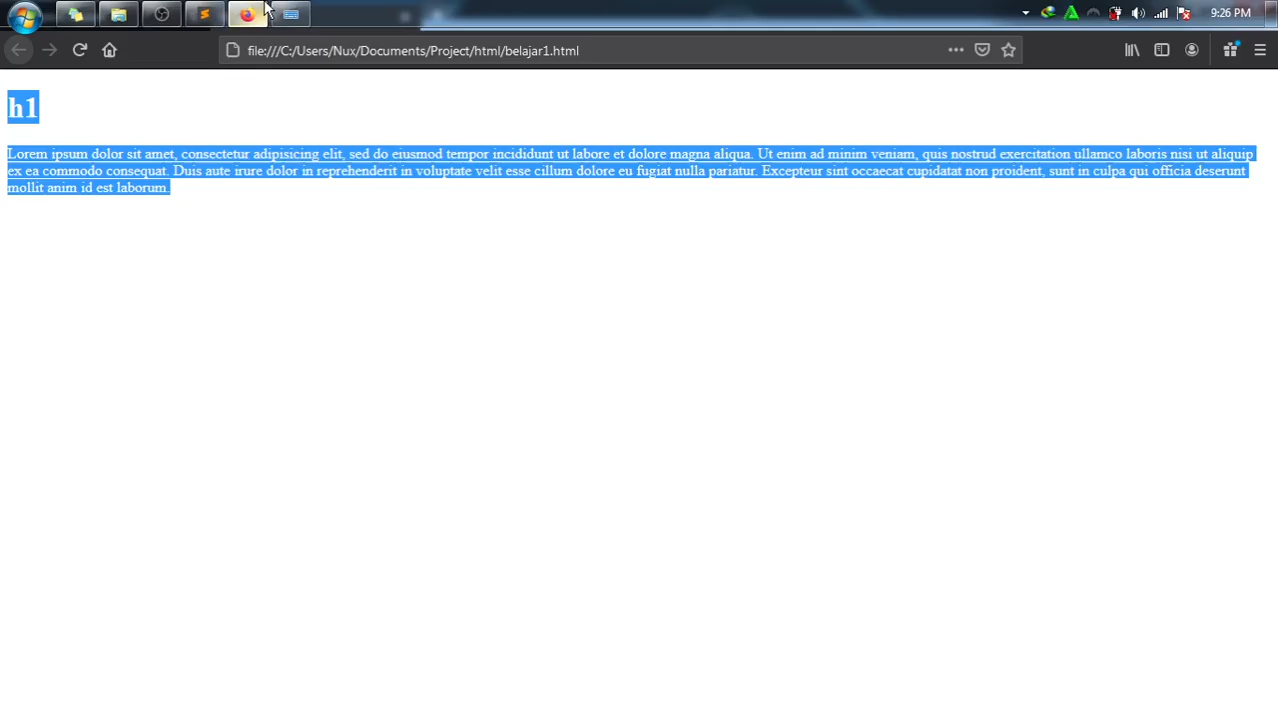 9:26 PM
file:///C:/Users/Nux/Documents/Project/html/belajar1.html
h1
Lorem ipsum dolor sit amet, consectetur adipisicing elit, sed do eiusmod tempor incididunt ut labore et dolore magna aliqua. Ut enim ad minim veniam, quis nostrud exercitation ullamco laboris nisi ut aliquip
ex ea commodo consequat. Duis aute irure dolor in reprehenderit in voluptate velit esse cillum dolore eu fugiat nulla pariatur. Excepteur sint occaecat cupidatat non proident, sunt in culpa qui officia deserunt
mollit anim id est laborum.